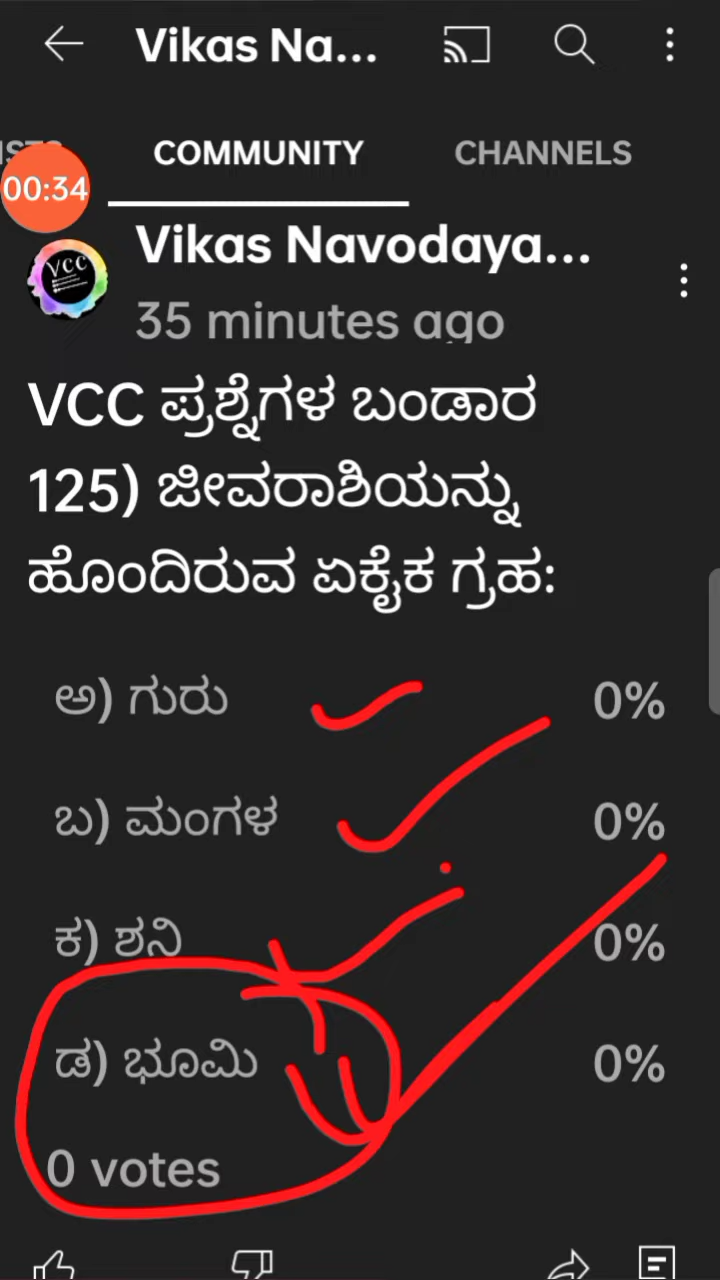 Vikas Na...
COMMUNITY
CHANNELS
00:34
VCC
Vikas Navodaya...
35 minutes ago
VCC ಪ್ರಶ್ನೆಗಳ ಬಂಡಾರ
125) ಜೀವರಾಶಿಯನ್ನು
ಹೊಂದಿರುವ ಏಕೈಕ ಗ್ರಹ:
ಅ) ಗುರು 0%
ಬ) ಮಂಗಳ 0%
ಕ) ಶನಿ 0%
ಡ) ಭೂಮಿ 0%
0 votes